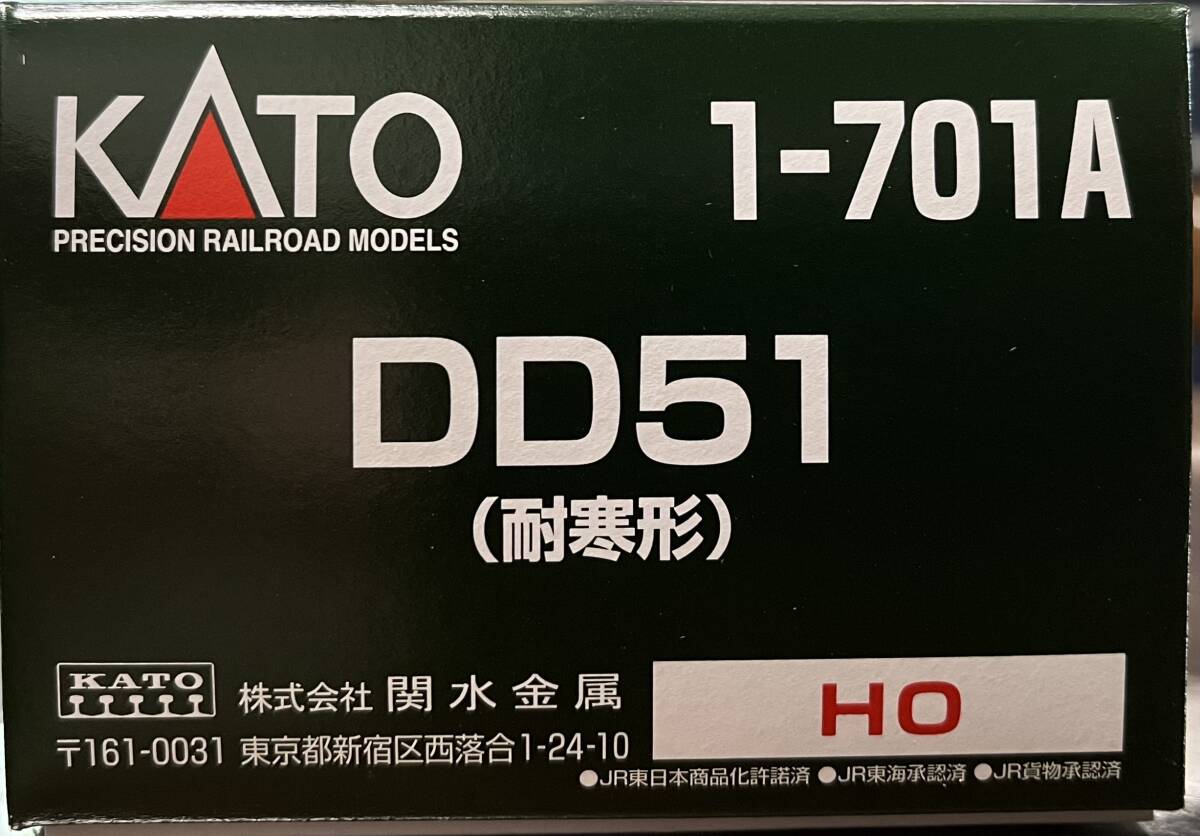 KATO 1-701A
PRECISION RAILROAD MODELS
DD51
(耐寒形)
KATO 株式会社 関水金属
HO
〒161-0031 東京都新宿区西落合1-24-10
●JR東日本商品化許諾済 ●JR東海承認済 ●JR貨物承認済